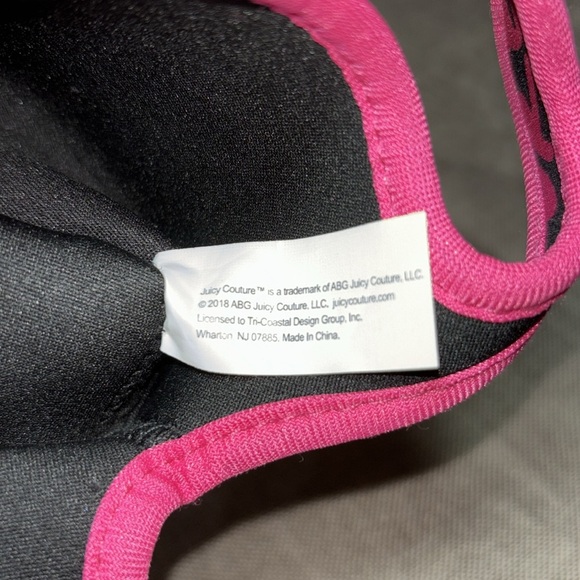 Juicy Couture™ is a trademark of ABG Juicy Couture, LLC.
© 2018 ABG Juicy Couture, LLC, juicycouture.com
Licensed to Tri-Coastal Design Group, Inc.
Wharton, NJ 07885. Made In China.